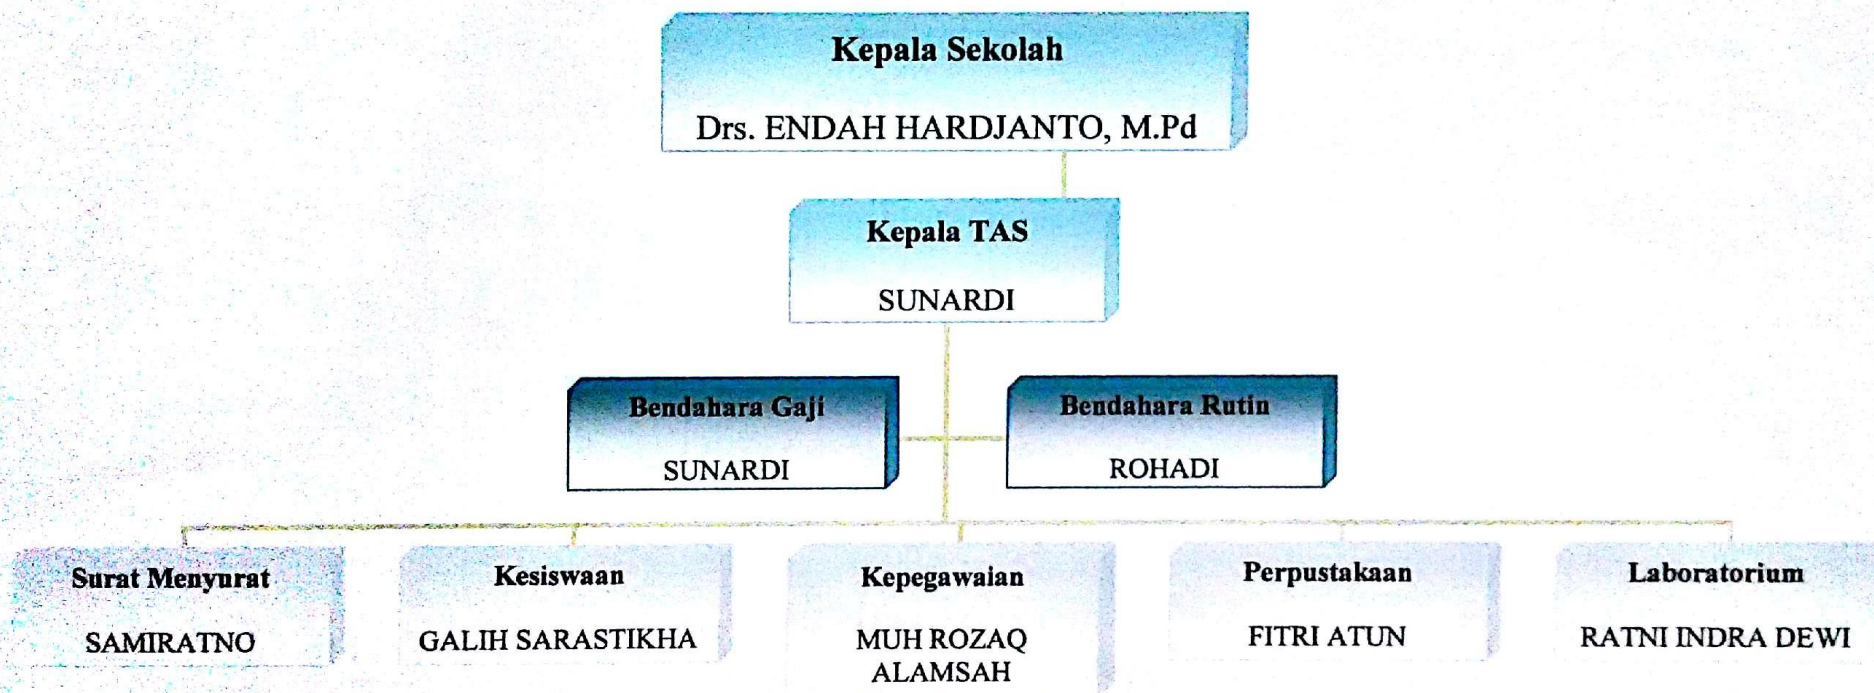 Kepala Sekolah
Drs. ENDAH HARDJANTO, M.Pd
Kepala TAS
SUNARDI
Bendahara Gaji
SUNARDI
Bendahara Rutin
ROHADI
Surat Menyurat
SAMIRATNO
Kesiswaan
GALIH SARASTIKHA
Kepegawaian
MUH ROZAQ
ALAMSAH
Perpustakaan
FITRI ATUN
Laboratorium
RATNI INDRA DEWI